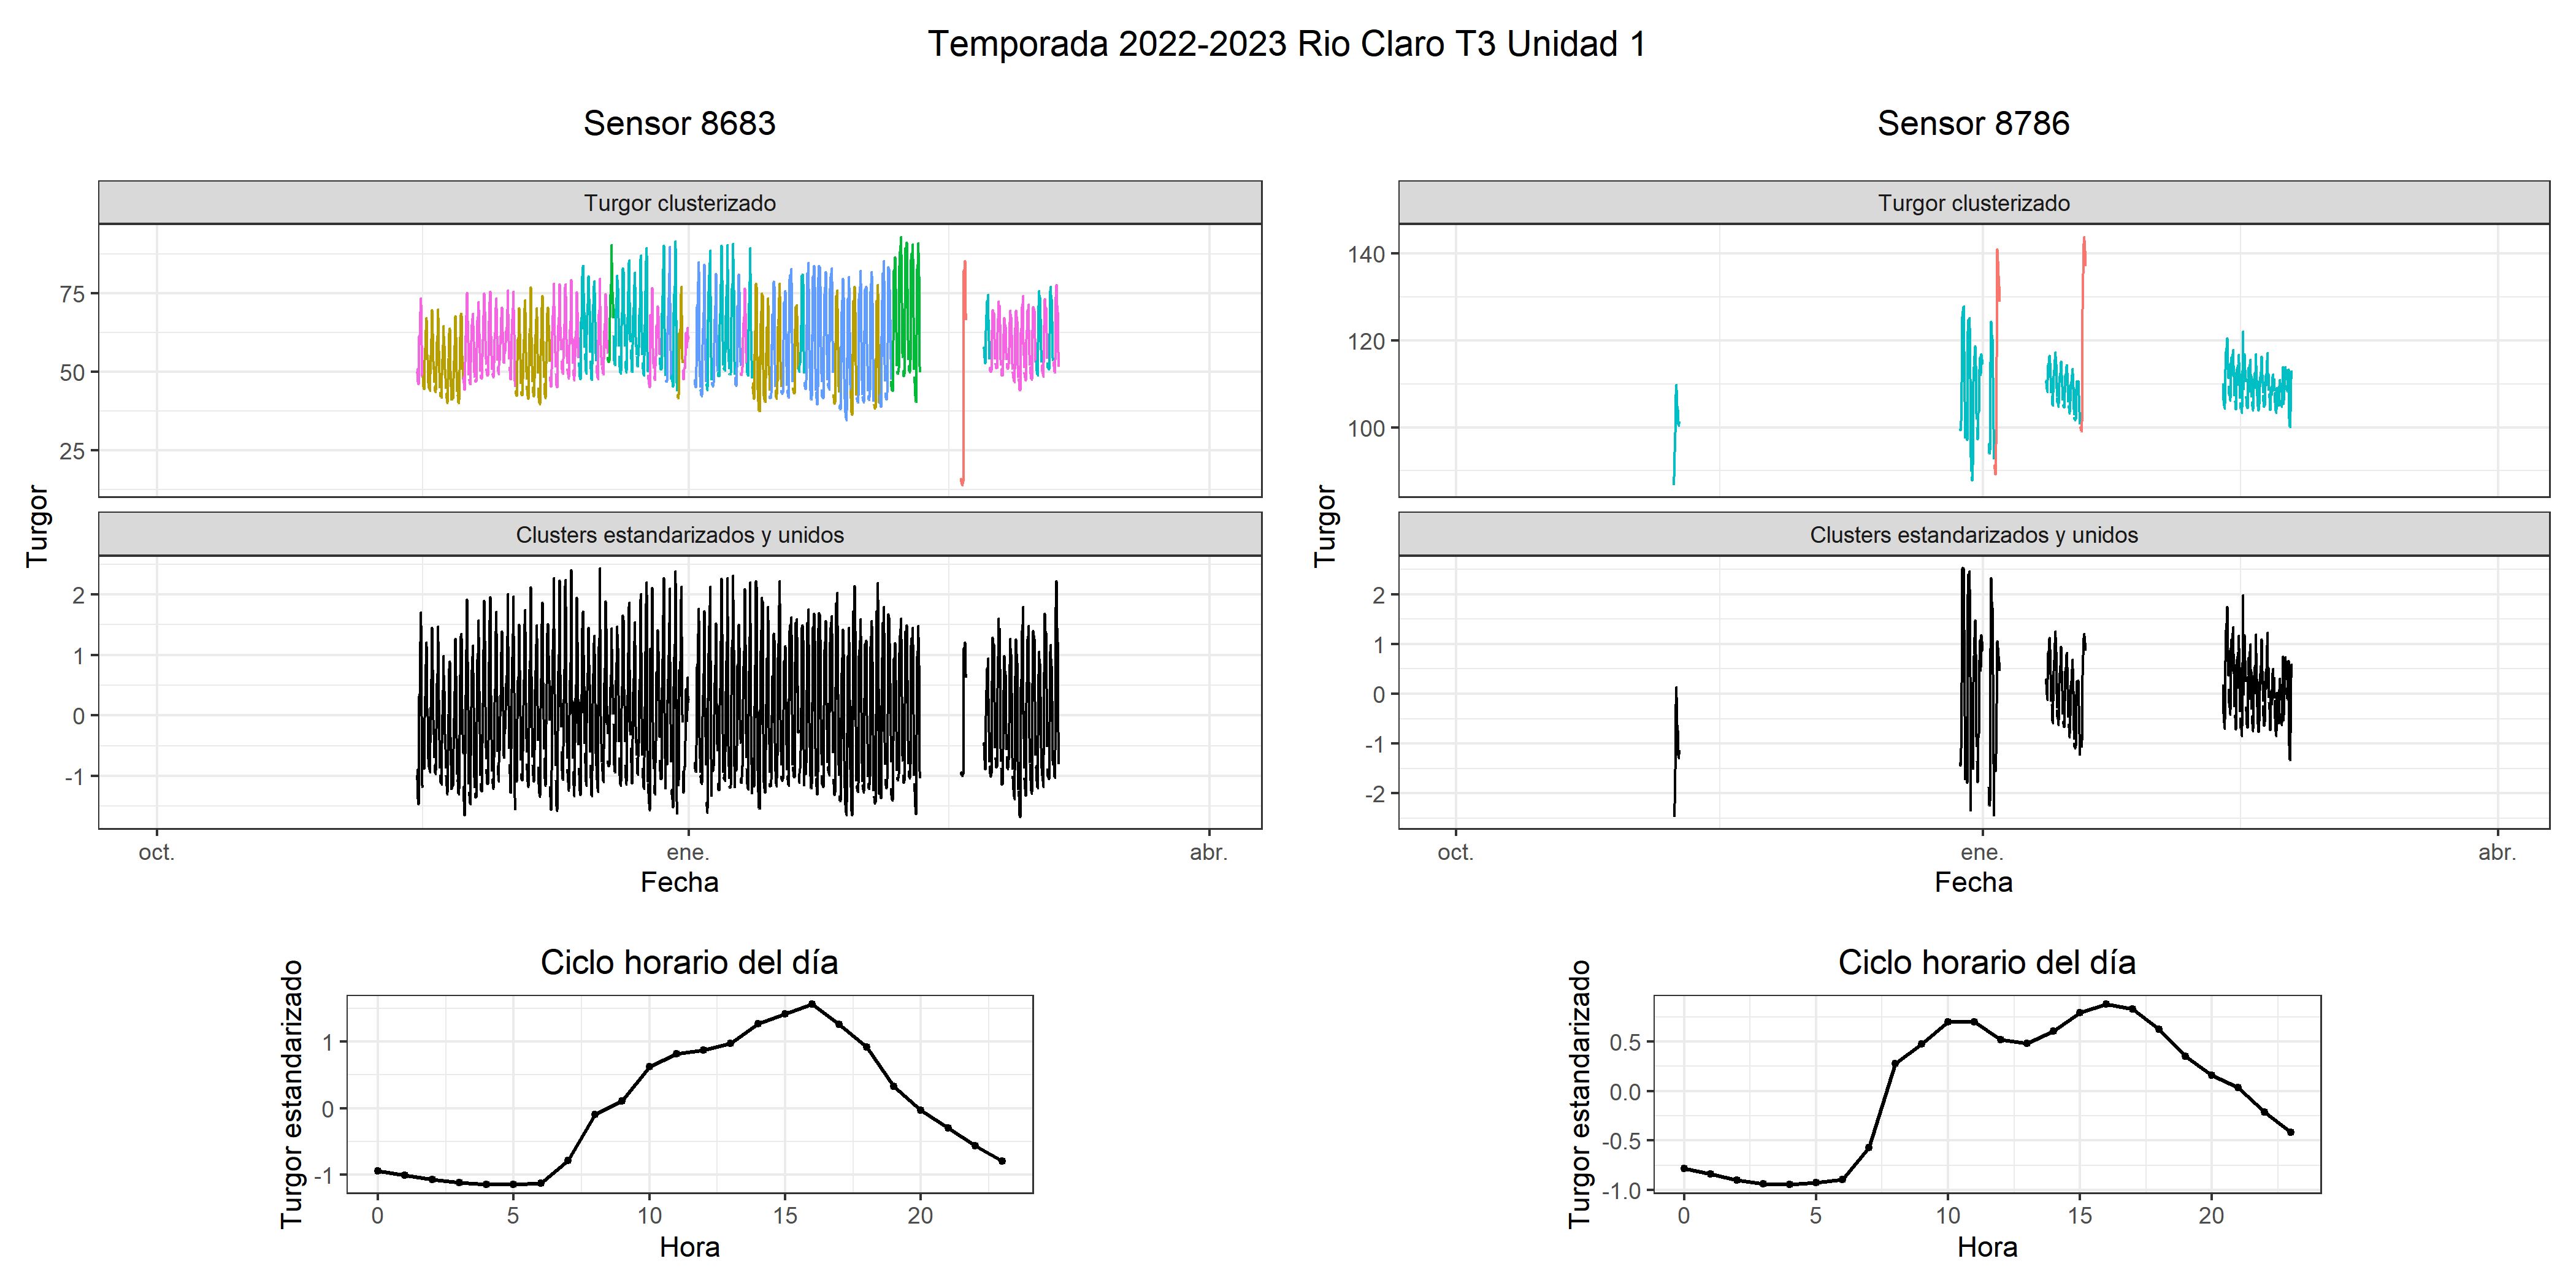 Temporada 2022-2023 Rio Claro T3 Unidad 1
Sensor 8683
Turgor clusterizado
75
50
25
Clusters estandarizados y unidos
2
1
0
-1
Turgor
oct.
ene.
abr.
Fecha
Ciclo horario del día
Turgor estandarizado
1
0
-1
0
5
10
15
20
Hora
Sensor 8786
Turgor clusterizado
140
120
100
Clusters estandarizados y unidos
2
1
0
-1
-2
Turgor
oct.
ene.
abr.
Fecha
Ciclo horario del día
Turgor estandarizado
0.5
0.0
-0.5
-1.0
0
5
10
15
20
Hora